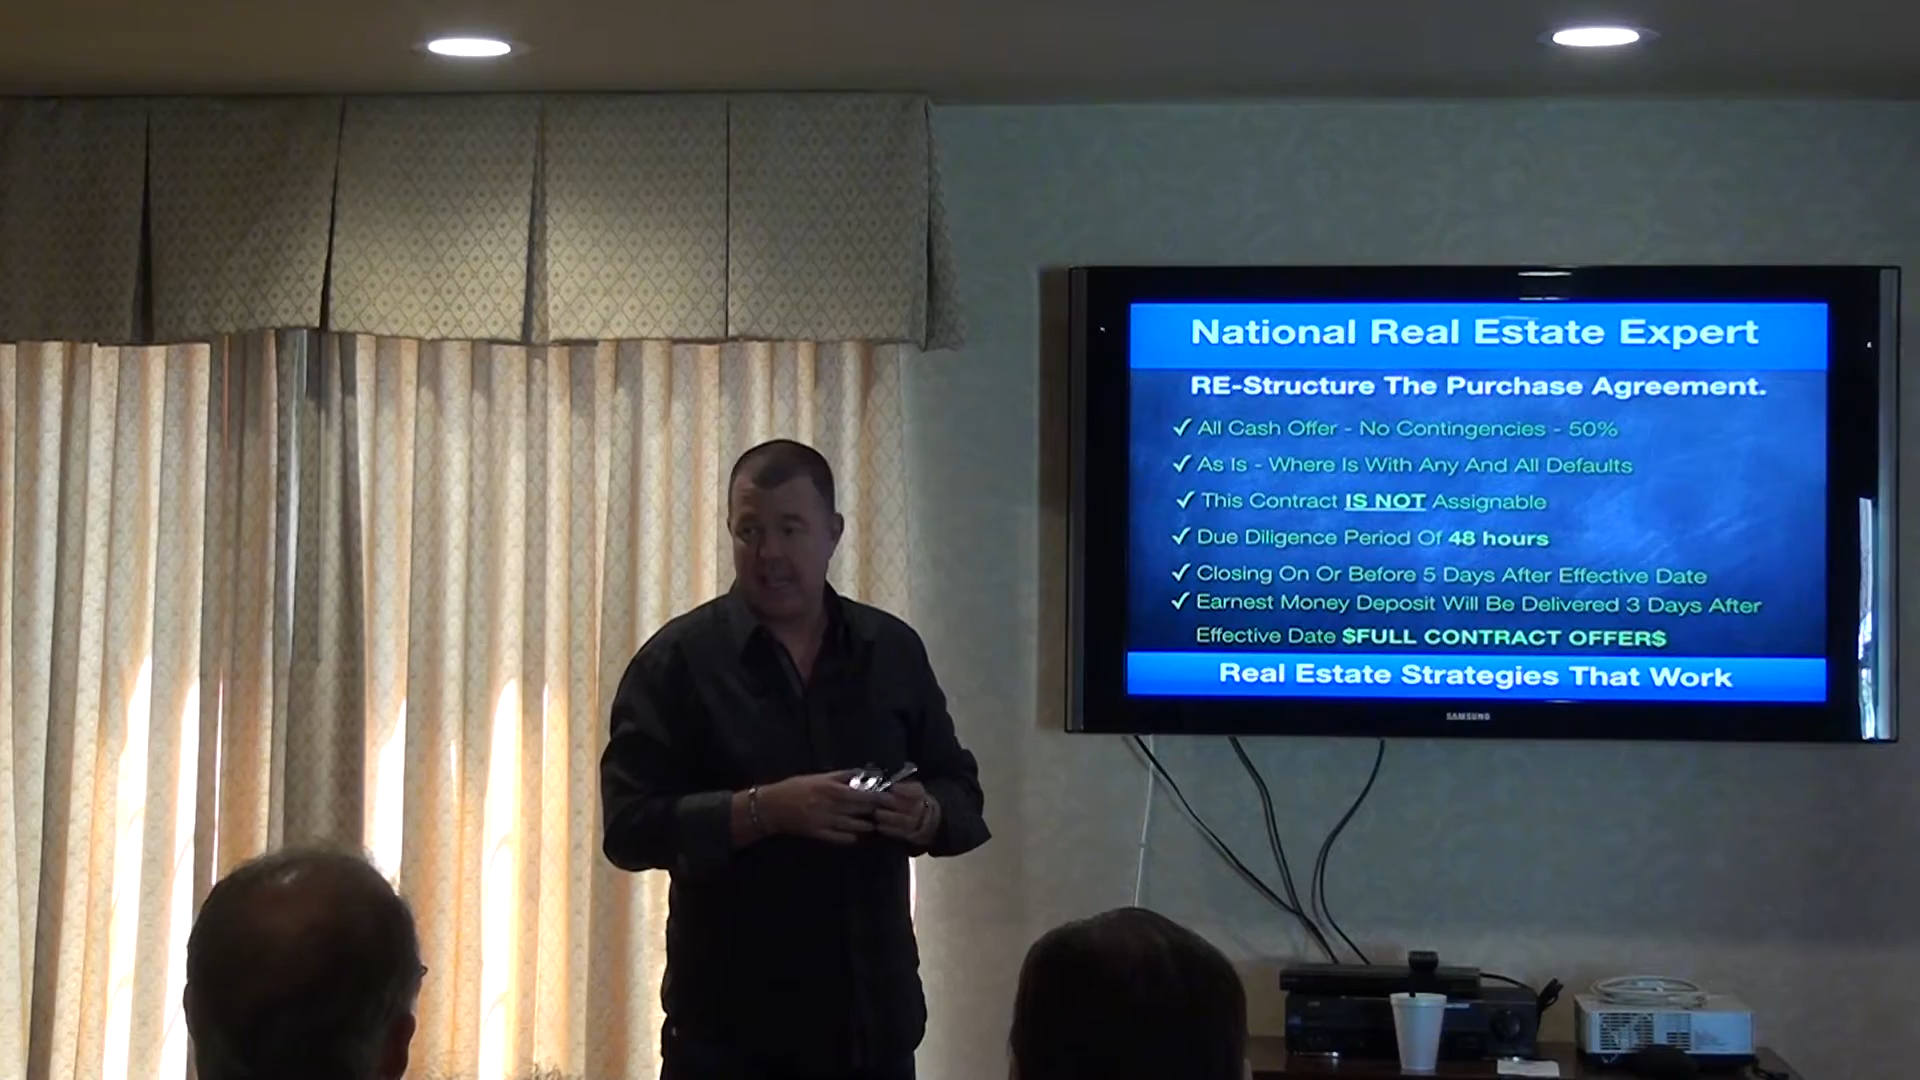 National Real Estate Expert
RE-Structure The Purchase Agreement.
✓ All Cash Offer - No Contingencies - 50%
✓ As Is - Where Is With Any And All Defaults
✓ This Contract IS NOT Assignable
✓ Due Diligence Period Of 48 hours
✓ Closing On Or Before 5 Days After Effective Date
✓ Earnest Money Deposit Will Be Delivered 3 Days After
Effective Date $FULL CONTRACT OFFER$
Real Estate Strategies That Work
SAMSUNG